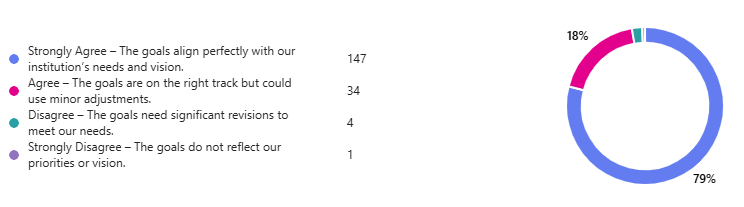 Strongly Agree – The goals align perfectly with our
institution's needs and vision.
147
Agree – The goals are on the right track but could
use minor adjustments.
34
Disagree – The goals need significant revisions to
meet our needs.
4
Strongly Disagree – The goals do not reflect our
priorities or vision.
1
18%
79%